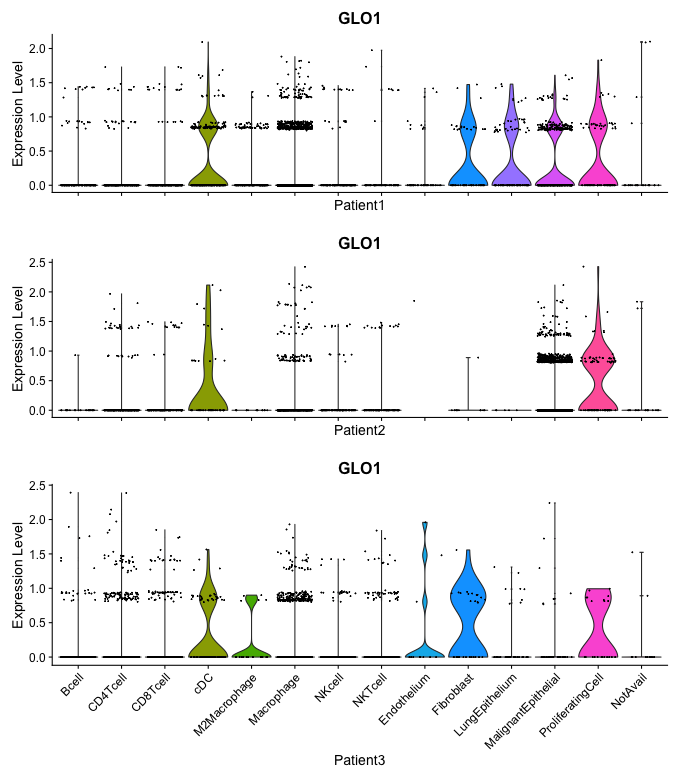 GLO1
Expression Level
2.0
1.5
1.0
0.5
0.0
Patient1
GLO1
Expression Level
2.5
2.0
1.5
1.0
0.5
0.0
Patient2
GLO1
Expression Level
2.5
2.0
1.5
1.0
0.5
0.0
Bcell
CD4Tcell
CD8Tcell
cDC
M2Macrophage
Macrophage
NKcell
NKTcell
Endothelium
Fibroblast
LungEpithelium
MalignantEpithelial
ProliferatingCell
NotAvail
Patient3